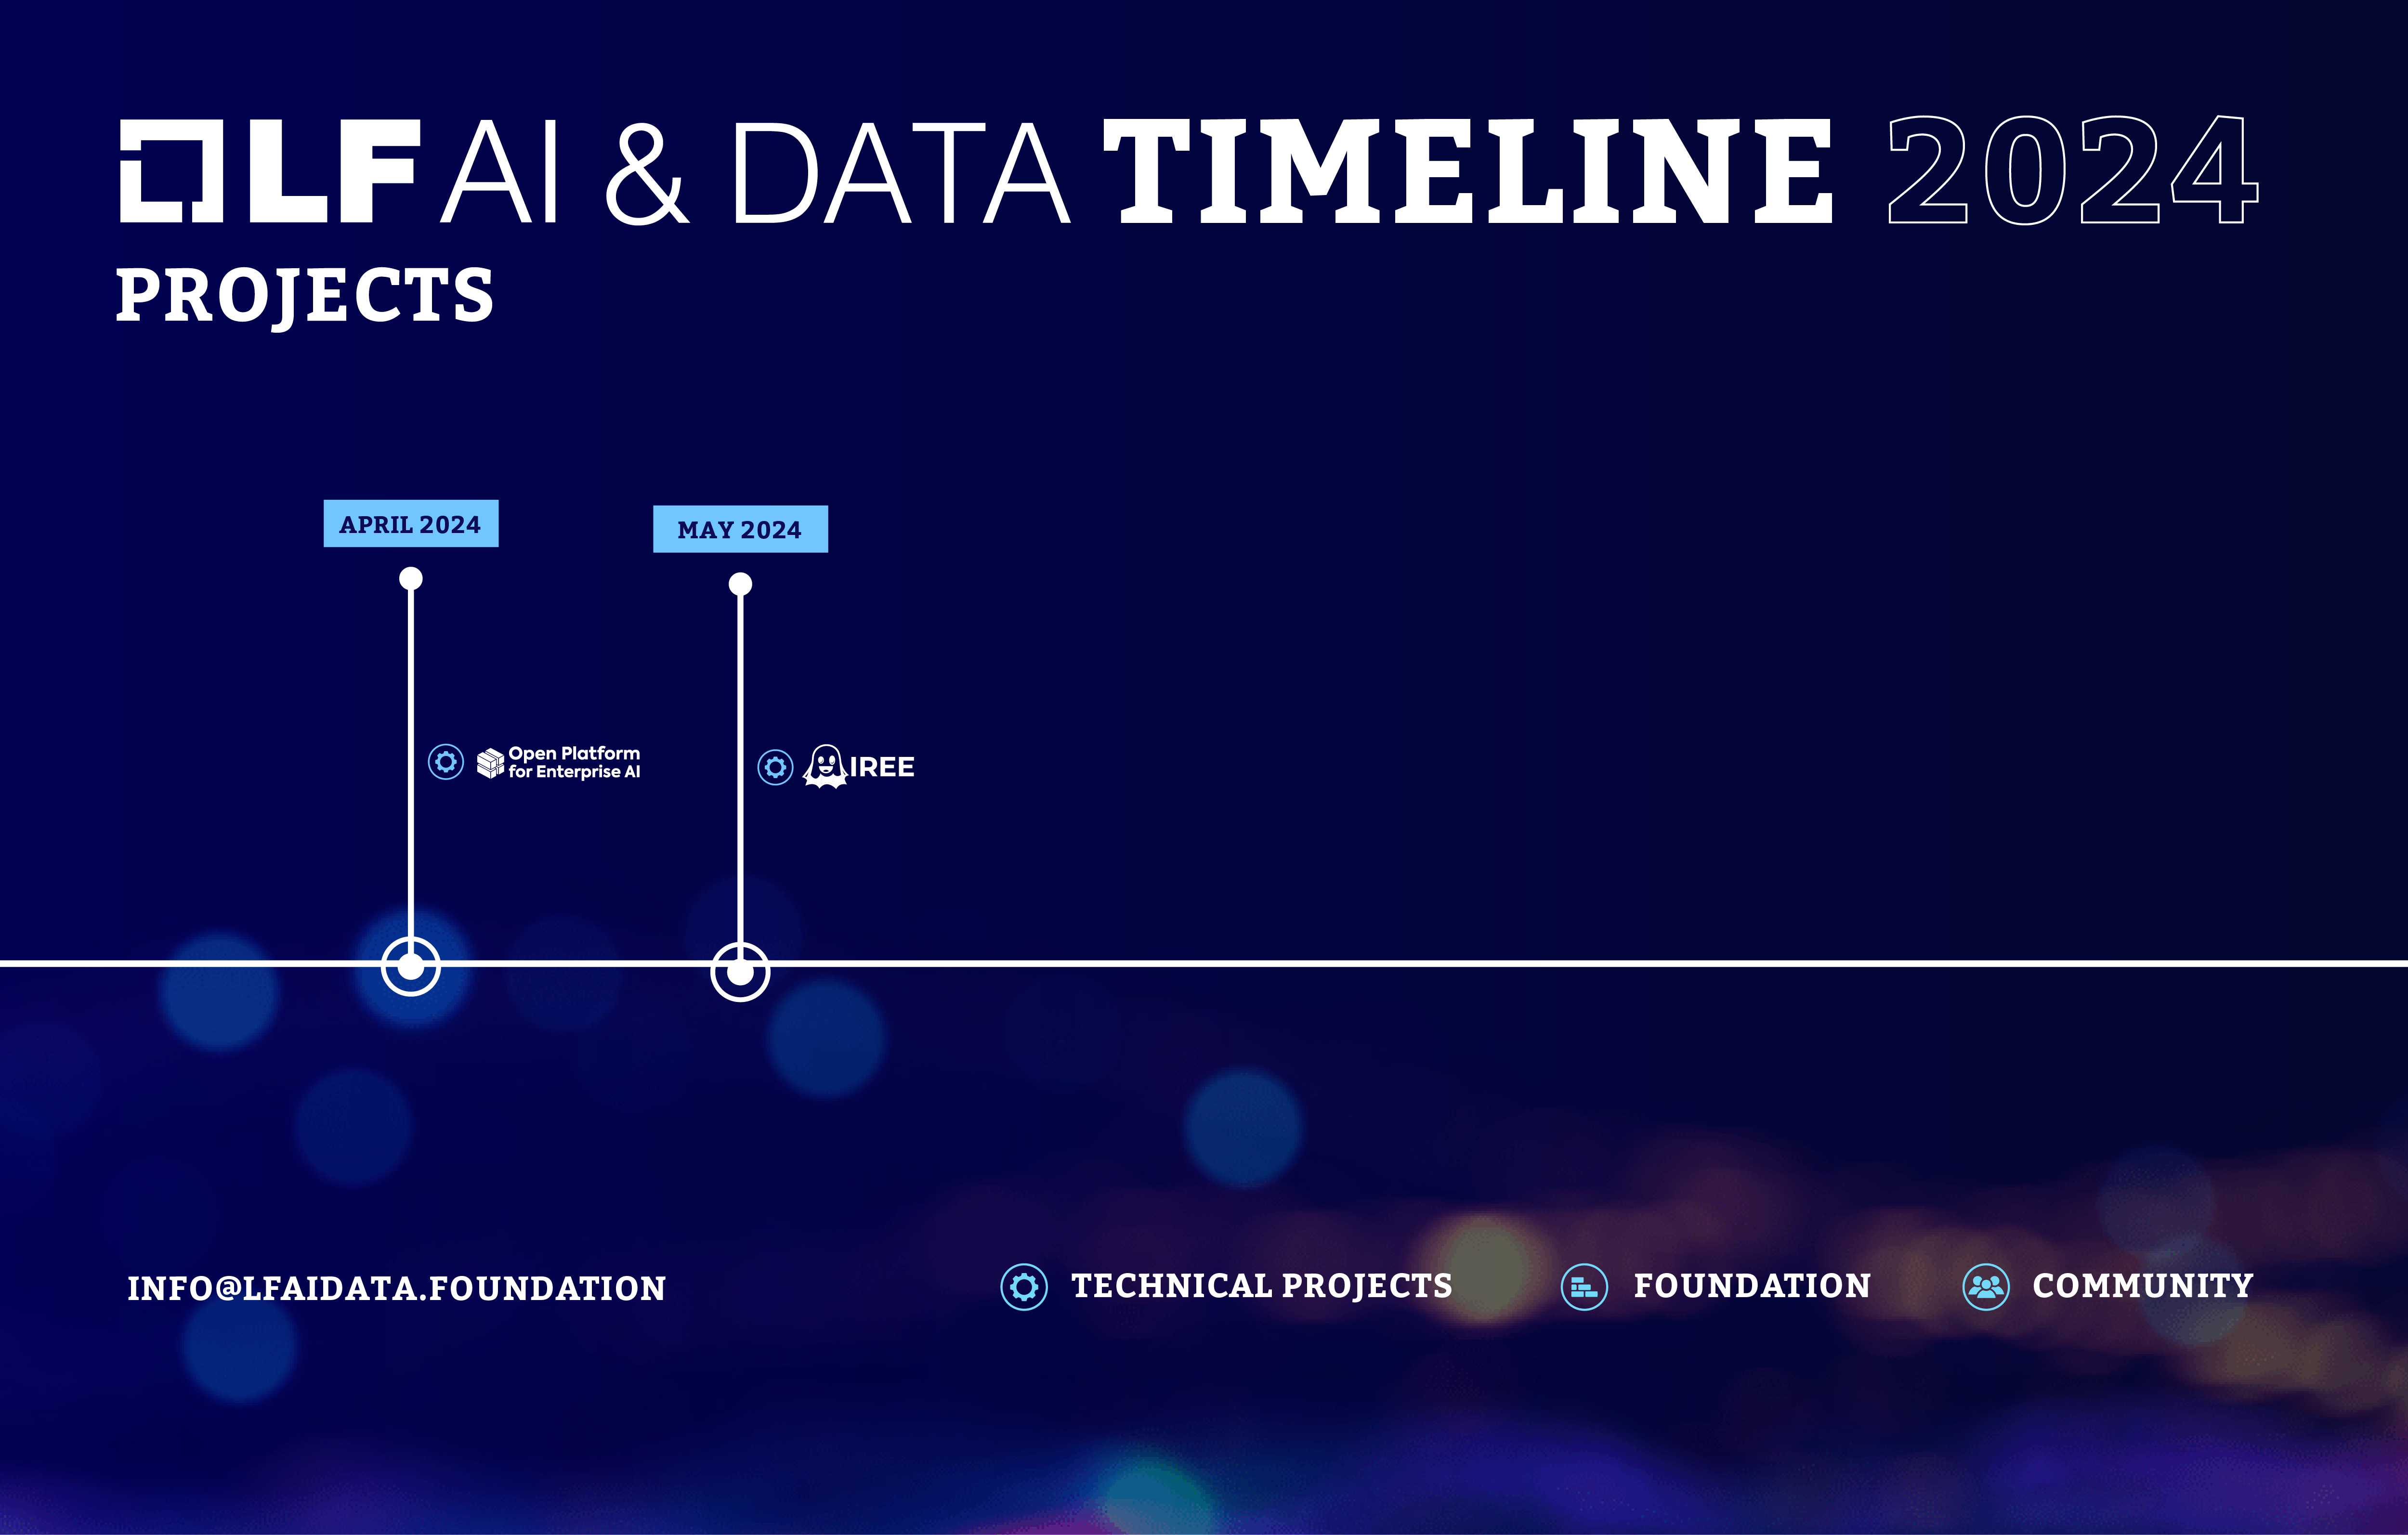 LF AI & DATA TIMELINE 2024
PROJECTS
APRIL 2024
MAY 2024
Open Platform
for Enterprise AI
IREE
INFO@LFAIDATA.FOUNDATION
TECHNICAL PROJECTS
FOUNDATION
COMMUNITY